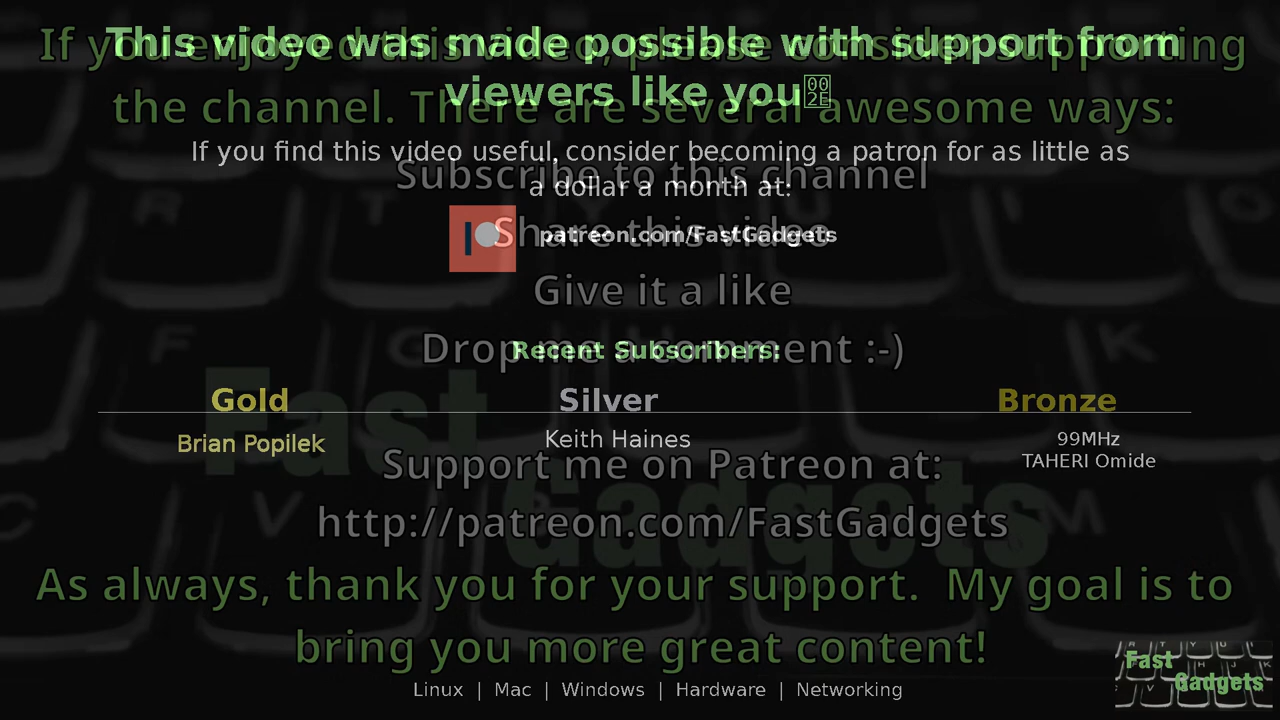 If you enjoyed this video, please consider supporting
the channel. There are several awesome ways:
This video was made possible with support from
viewers like you
If you find this video useful, consider becoming a patron for as little as
a dollar a month at:
patreon.com/FastGadgets
Subscribe to this channel
Share this video
Give it a like
Drop me a comment :-)
Recent Subscribers:
Gold Silver Bronze
Brian Popilek Keith Haines 99MHz
TAHERI Omide
Support me on Patreon at:
http://patreon.com/FastGadgets
As always, thank you for your support.  My goal is to
bring you more great content!
Linux | Mac | Windows | Hardware | Networking
Fast
Gadgets
Fast
Gadgets